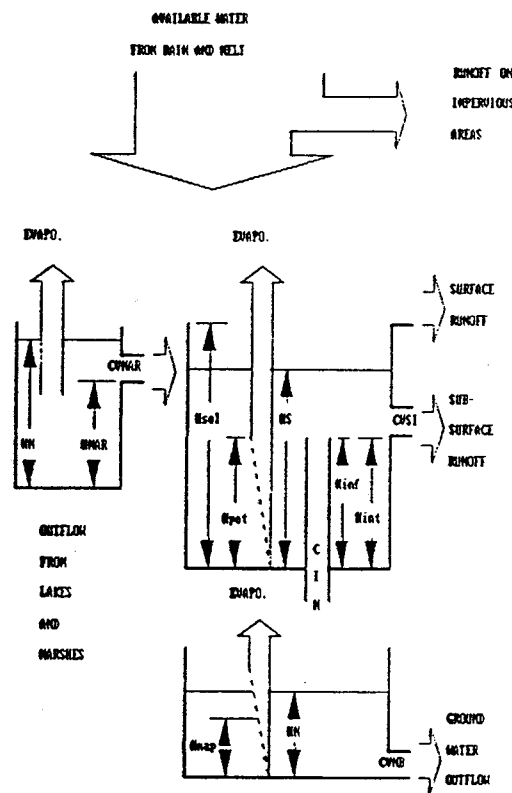 AVAILABLE WATER
FROM RAIN AND MELT
RUNOFF ON
IMPERVIOUS
AREAS
EVAPO.
EVAPO.
SURFACE
RUNOFF
CVMAR
CVSI
SUB-
SURFACE
RUNOFF
HM
HMAR
Hsol
HS
Hpot
Hinf
Hint
C
I
N
OUTFLOW
FROM
LAKES
AND
MARSHES
EVAPO.
Hnap
HN
CVNB
GROUND
WATER
OUTFLOW